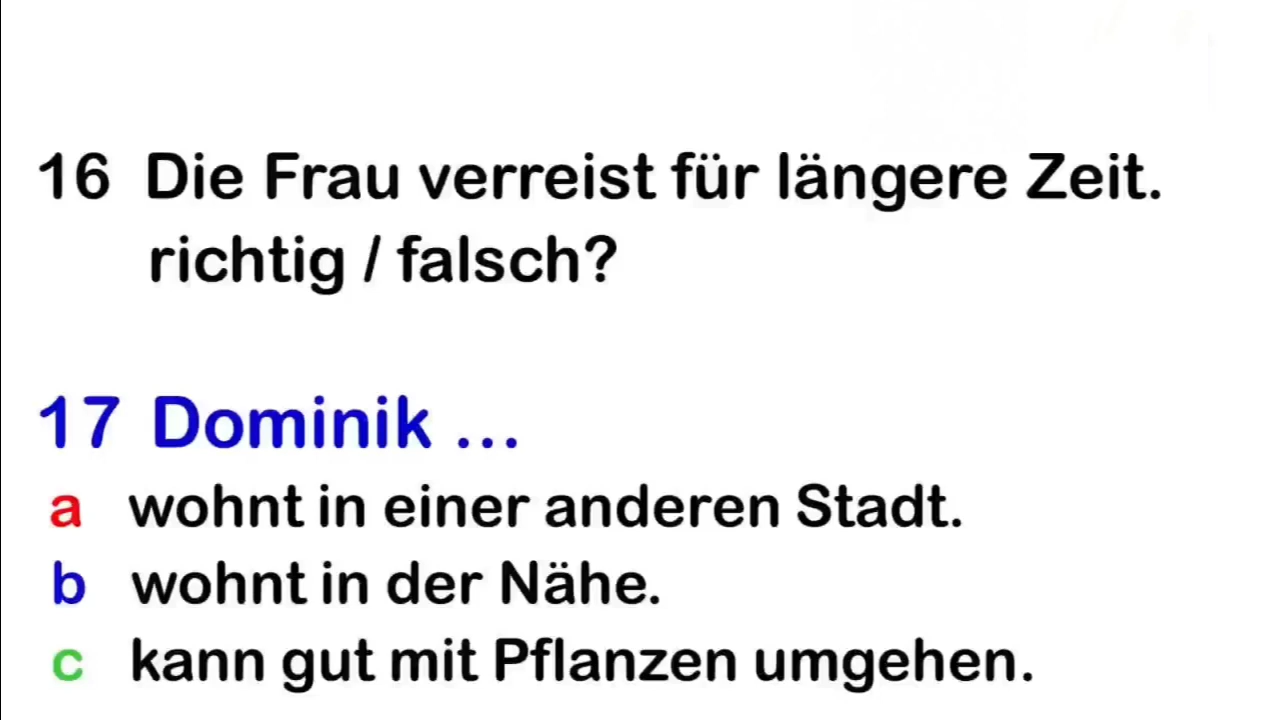 16 Die Frau verreist für längere Zeit.
richtig / falsch?
17 Dominik ...
a wohnt in einer anderen Stadt.
b wohnt in der Nähe.
c kann gut mit Pflanzen umgehen.